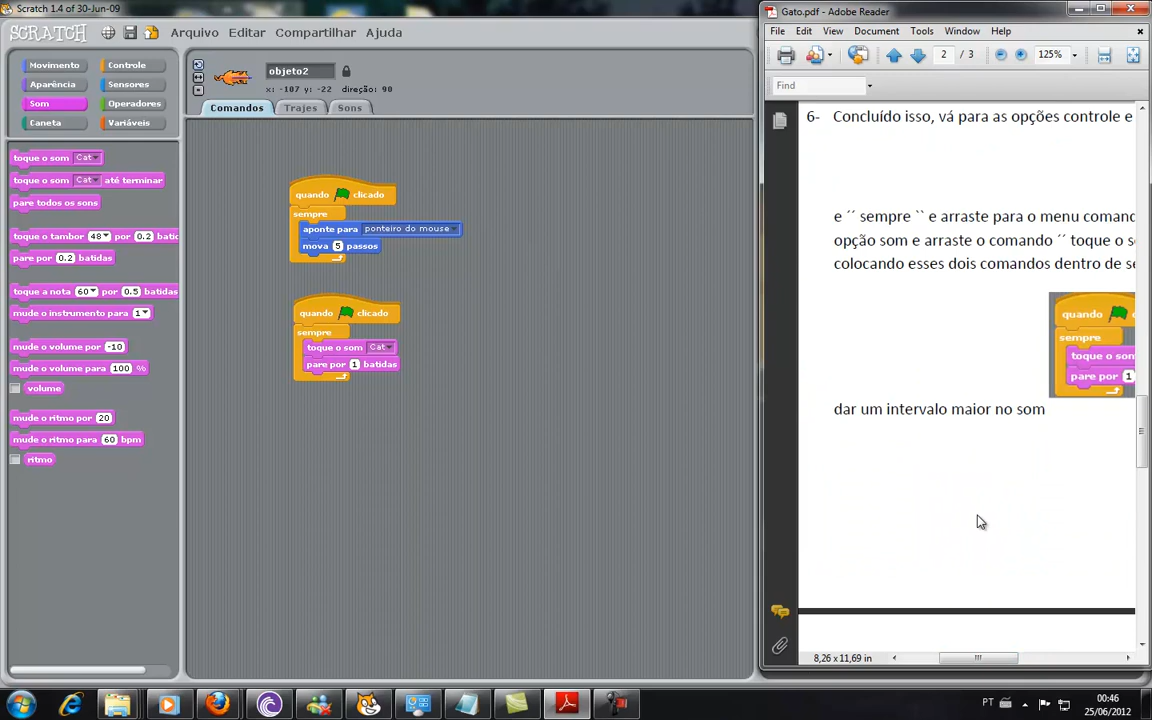 Scratch 1.4 of 30-Jun-09
SCRATCH
Arquivo Editar Compartilhar Ajuda
Movimento Controle
Aparência Sensores
Som Operadores
Caneta Variáveis
toque o som Cat
toque o som Cat até terminar
pare todos os sons
toque o tambor 48 por 0.2 batic
pare por 0.2 batidas
toque a nota 60 por 0.5 batidas
mude o instrumento para 1
mude o volume por -10
mude o volume para 100 %
volume
mude o ritmo por 20
mude o ritmo para 60 bpm
ritmo
objeto2
x: -107 y: -22 direção: 90
Comandos Trajes Sons
quando clicado
sempre
aponte para ponteiro do mouse
mova 5 passos
quando clicado
sempre
toque o som Cat
pare por 1 batidas
Gato.pdf - Adobe Reader
File Edit View Document Tools Window Help
2 / 3 125%
Find
6- Concluído isso, vá para as opções controle e
e ´´ sempre `` e arraste para o menu comand
opção som e arraste o comando ´´ toque o so
colocando esses dois comandos dentro de se
quando
sempre
toque o som
pare por 1
dar um intervalo maior no som
8,26 x 11,69 in
PT
00:46
25/06/2012